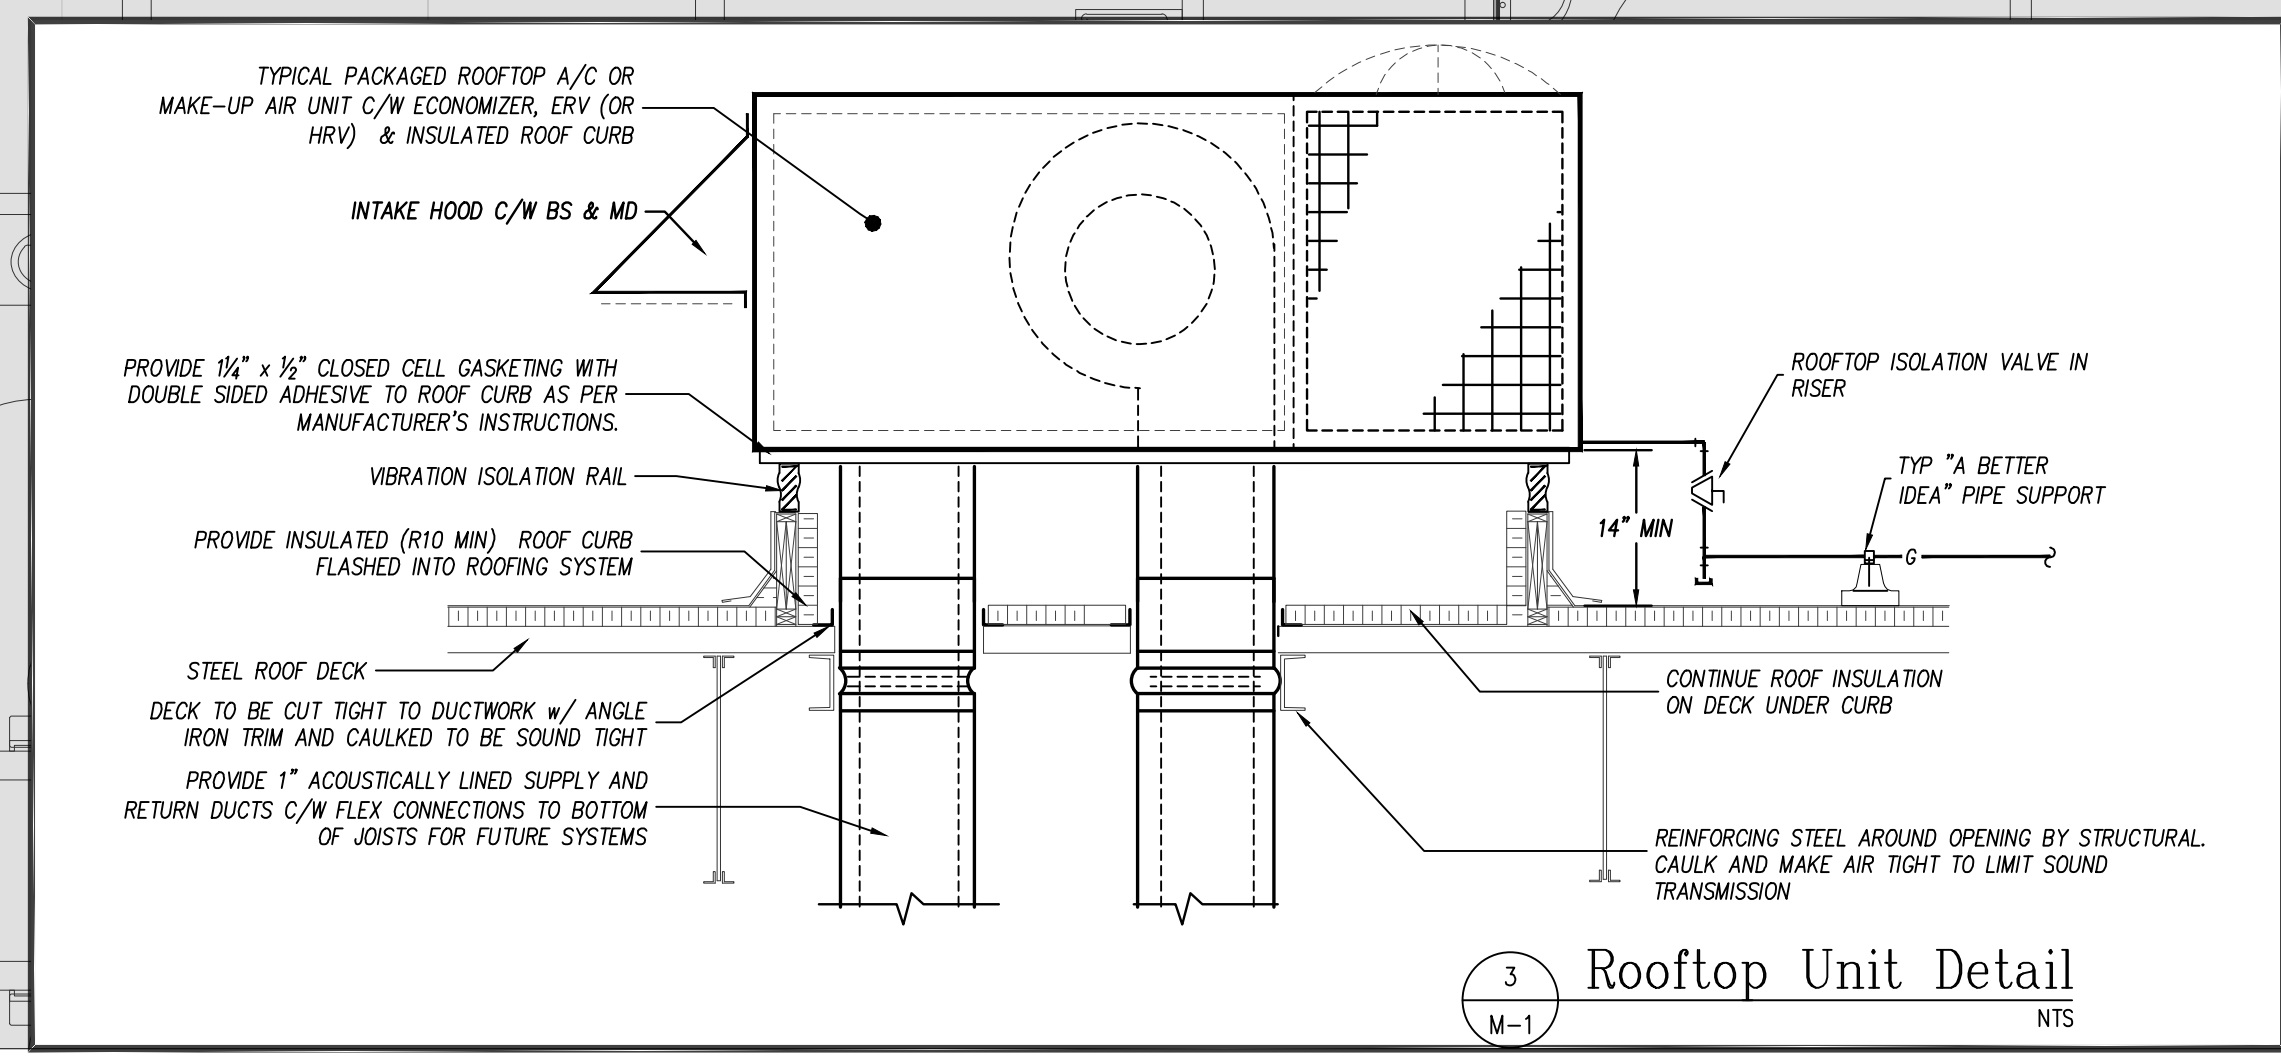 TYPICAL PACKAGED ROOFTOP A/C OR
MAKE-UP AIR UNIT C/W ECONOMIZER, ERV (OR
HRV) & INSULATED ROOF CURB
INTAKE HOOD C/W BS & MD
PROVIDE 1¼" x ½" CLOSED CELL GASKETING WITH
DOUBLE SIDED ADHESIVE TO ROOF CURB AS PER
MANUFACTURER'S INSTRUCTIONS.
VIBRATION ISOLATION RAIL
PROVIDE INSULATED (R10 MIN) ROOF CURB
FLASHED INTO ROOFING SYSTEM
STEEL ROOF DECK
DECK TO BE CUT TIGHT TO DUCTWORK w/ ANGLE
IRON TRIM AND CAULKED TO BE SOUND TIGHT
PROVIDE 1" ACOUSTICALLY LINED SUPPLY AND
RETURN DUCTS C/W FLEX CONNECTIONS TO BOTTOM
OF JOISTS FOR FUTURE SYSTEMS
ROOFTOP ISOLATION VALVE IN
RISER
TYP "A BETTER
IDEA" PIPE SUPPORT
14" MIN
G
CONTINUE ROOF INSULATION
ON DECK UNDER CURB
REINFORCING STEEL AROUND OPENING BY STRUCTURAL.
CAULK AND MAKE AIR TIGHT TO LIMIT SOUND
TRANSMISSION
3
M-1
Rooftop Unit Detail
NTS